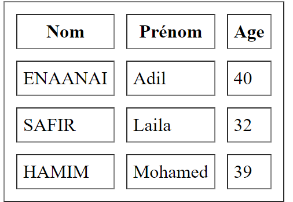 Nom Prénom Age
ENAANAI Adil 40
SAFIR Laila 32
HAMIM Mohamed 39